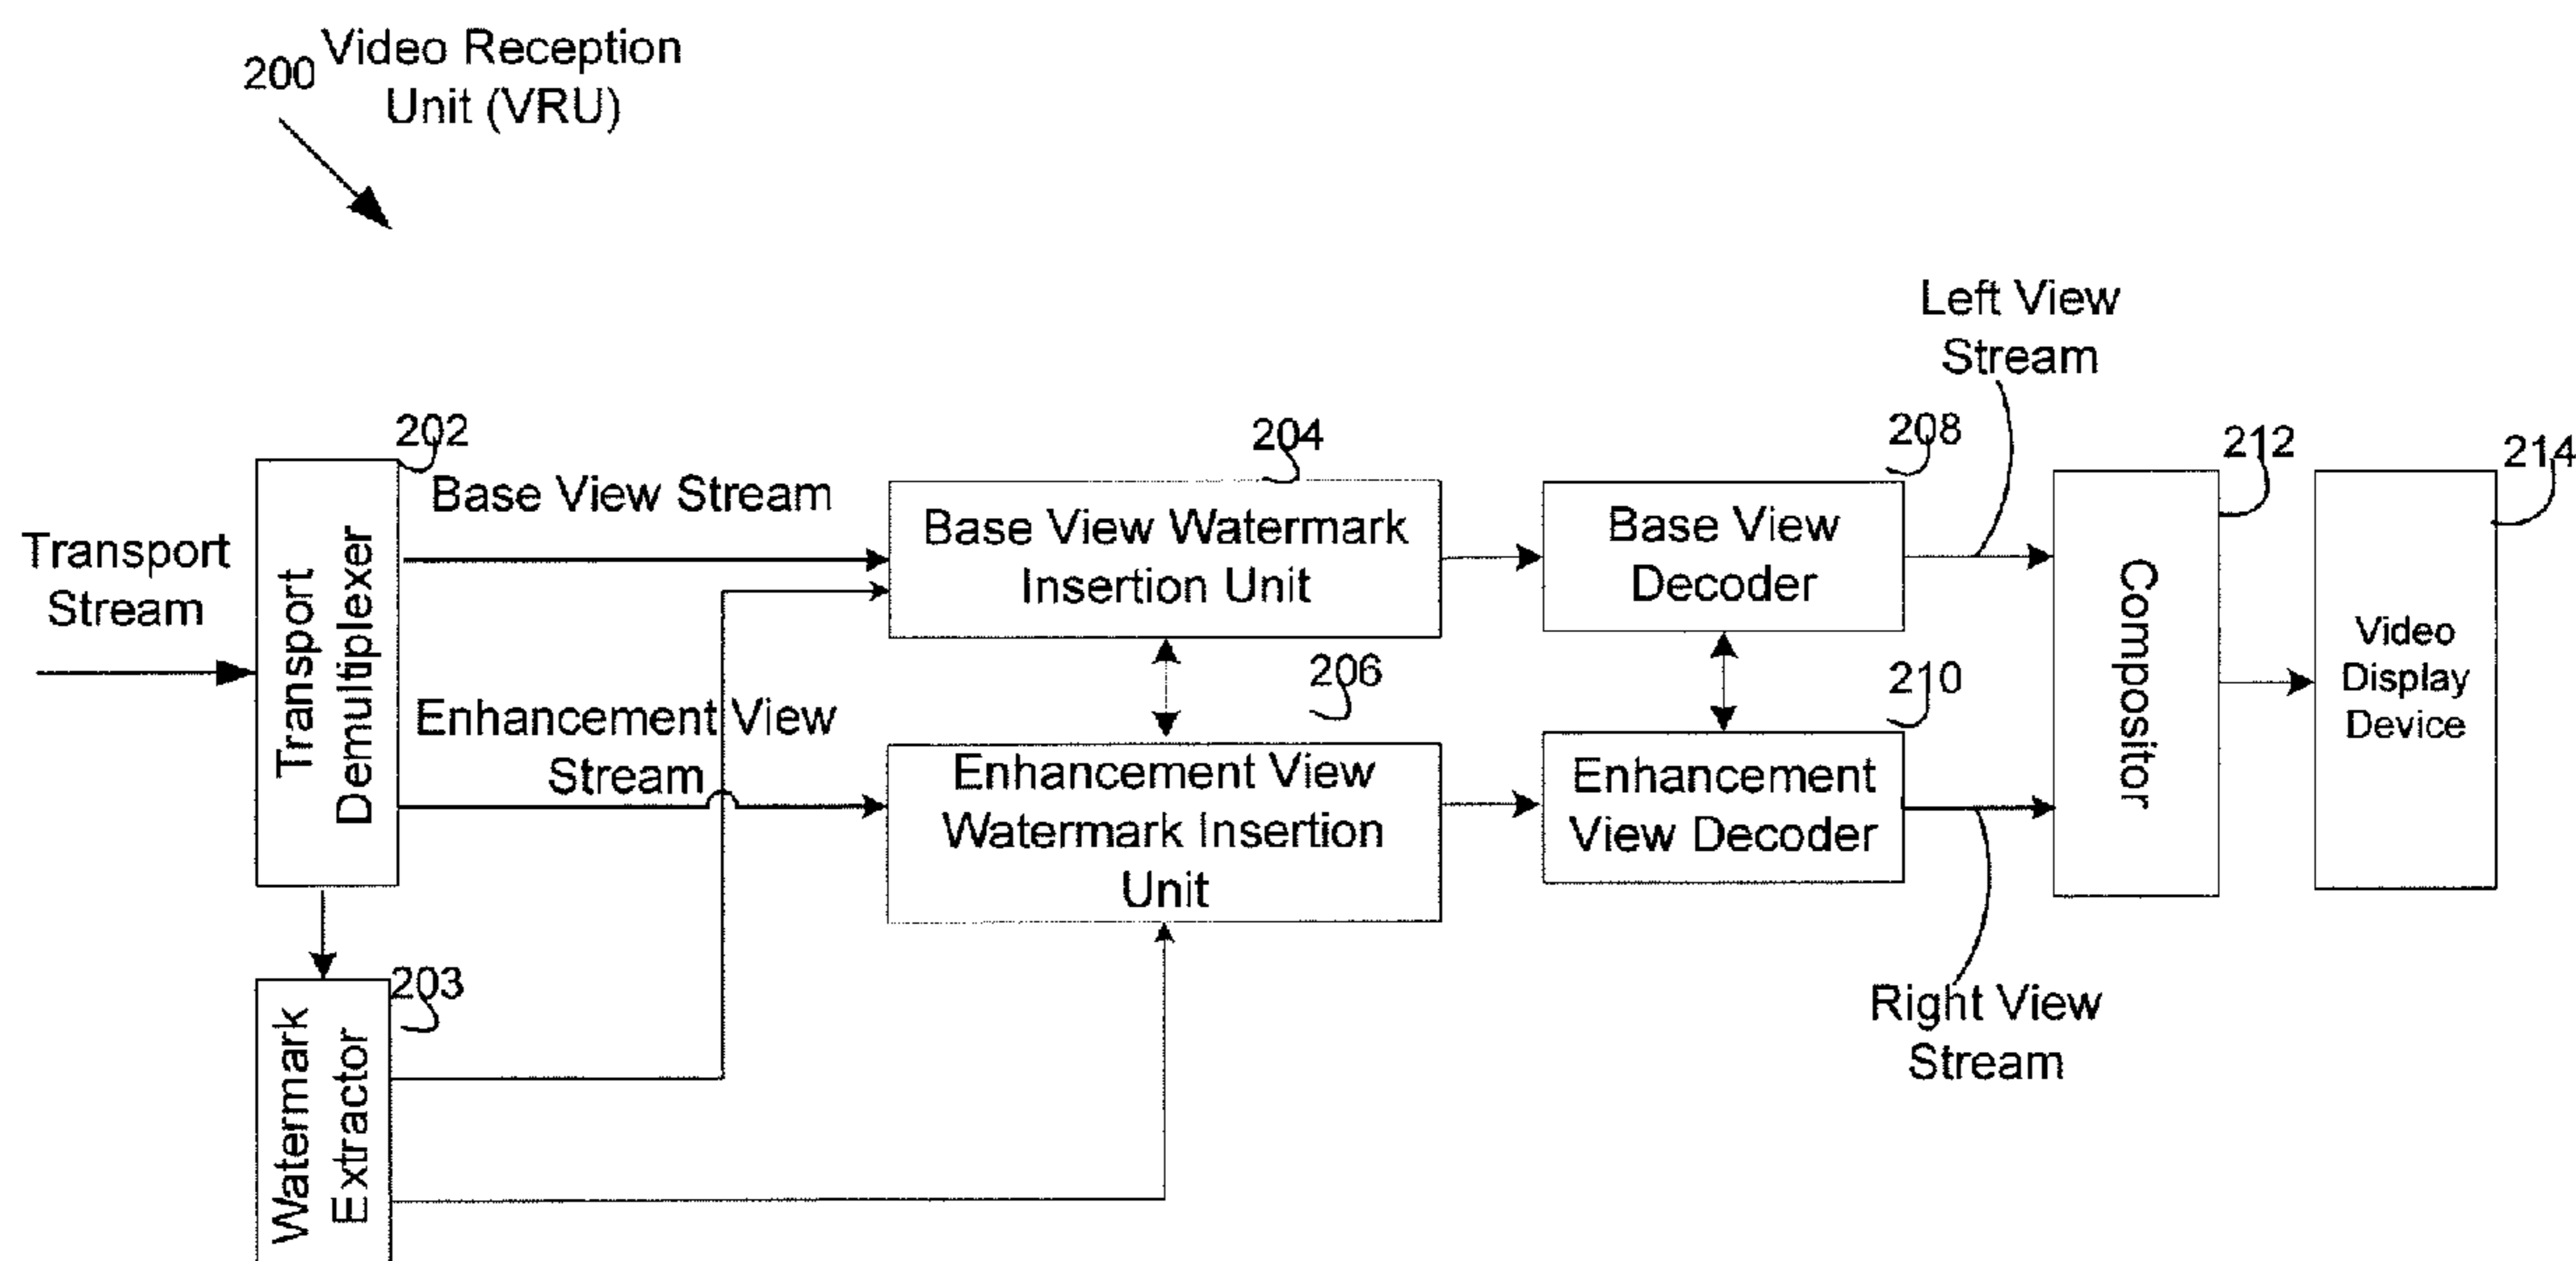 200 Video Reception
Unit (VRU)
Left View
Stream
202
204
208
212
214
Base View Stream
Transport
Stream
Transport
Demultiplexer
Base View Watermark
Insertion Unit
Base View
Decoder
Compositor
Video
Display
Device
206
210
Enhancement View
Stream
Enhancement View
Watermark Insertion
Unit
Enhancement
View Decoder
203
Watermark
Extractor
Right View
Stream